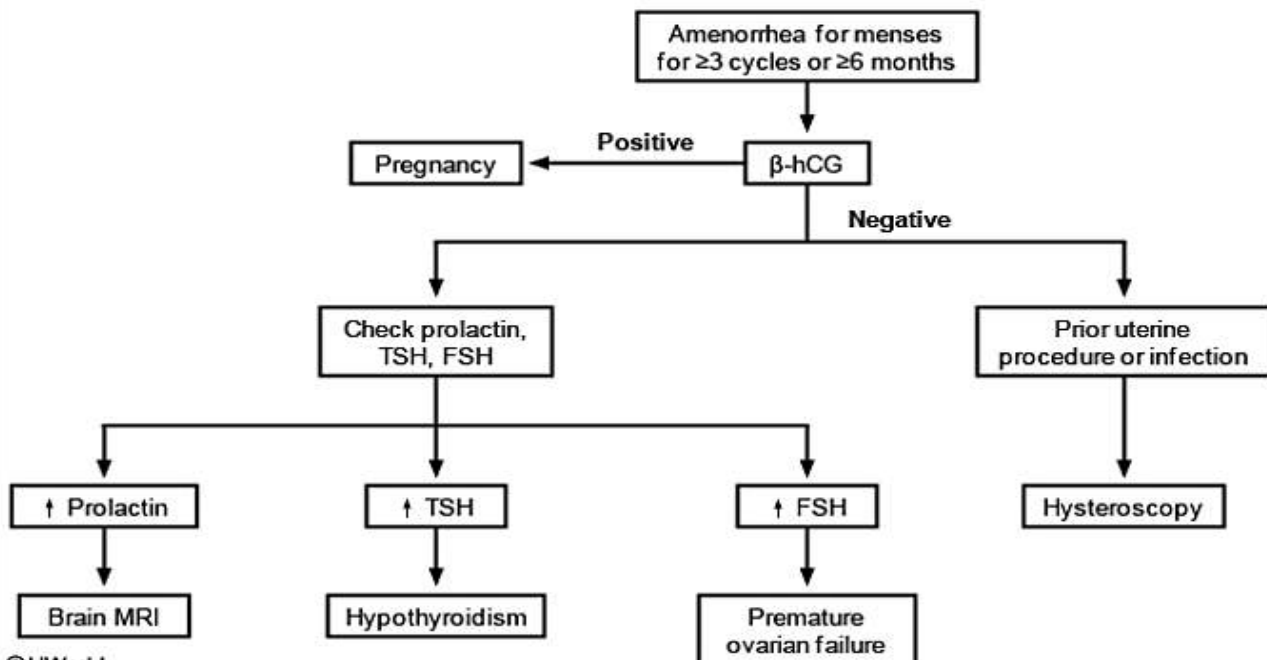 Amenorrhea for menses
for ≥3 cycles or ≥6 months
Positive
Pregnancy
β-hCG
Negative
Check prolactin,
TSH, FSH
Prior uterine
procedure or infection
↑ Prolactin
↑ TSH
↑ FSH
Hysteroscopy
Brain MRI
Hypothyroidism
Premature
ovarian failure